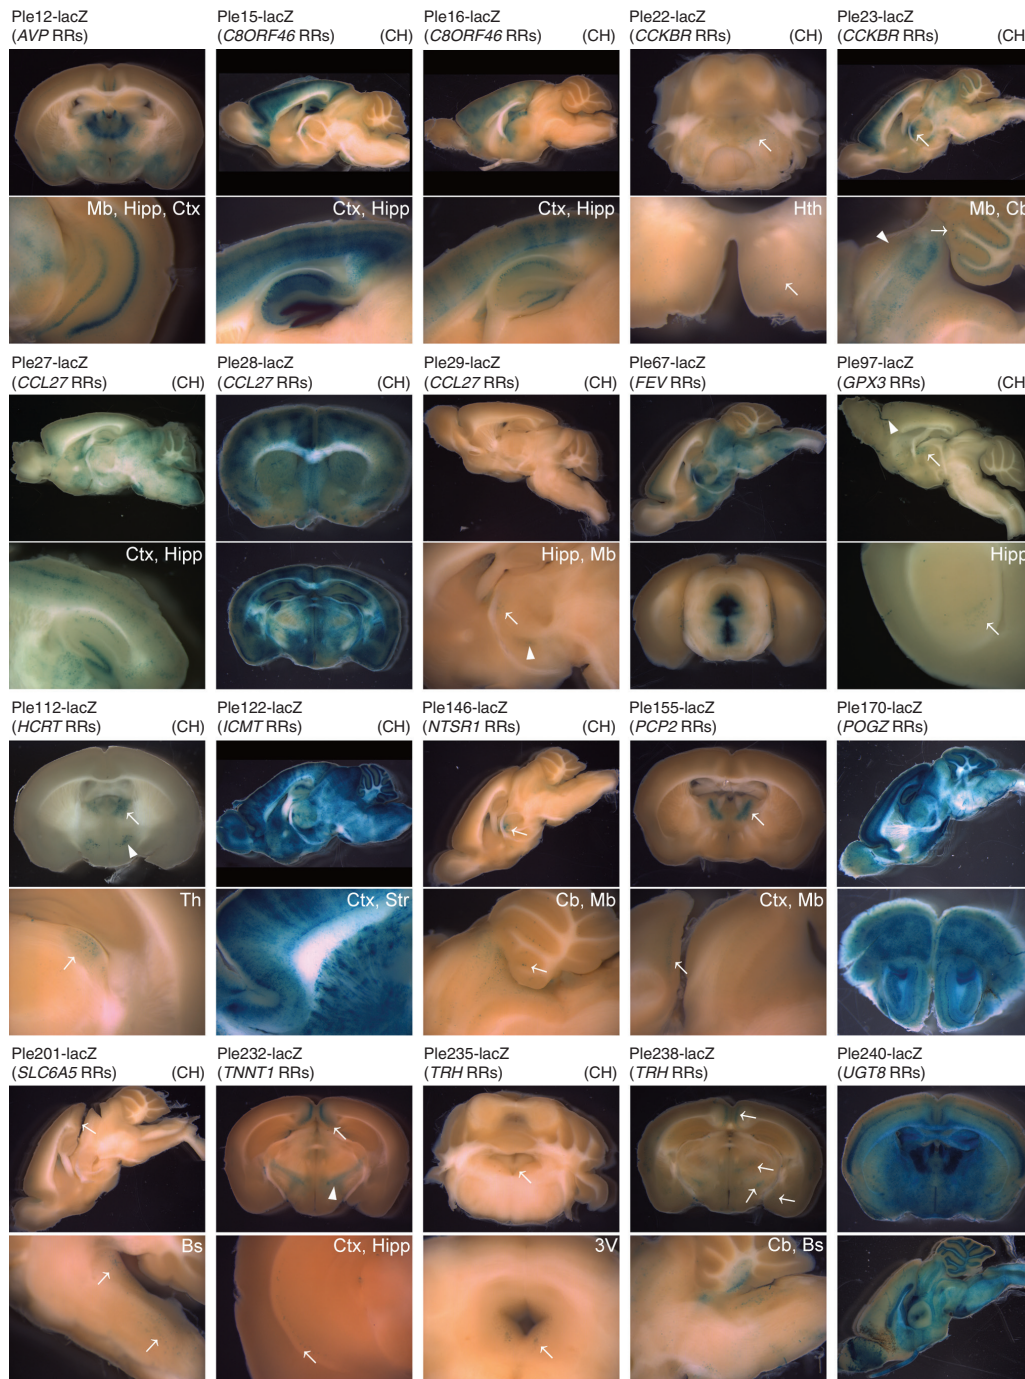 Ple12-lacZ
(AVP RRs)
Ple15-lacZ
(C8ORF46 RRs) (CH)
Ple16-lacZ
(C8ORF46 RRs) (CH)
Ple22-lacZ
(CCKBR RRs) (CH)
Ple23-lacZ
(CCKBR RRs) (CH
Mb, Hipp, Ctx
Ctx, Hipp
Ctx, Hipp
Hth
Mb, Cb
Ple27-lacZ
(CCL27 RRs) (CH)
Ple28-lacZ
(CCL27 RRs) (CH)
Ple29-lacZ
(CCL27 RRs) (CH)
Ple67-lacZ
(FEV RRs)
Ple97-lacZ
(GPX3 RRs) (CH
Ctx, Hipp
Hipp, Mb
Hipp
Ple112-lacZ
(HCRT RRs) (CH)
Ple122-lacZ
(ICMT RRs) (CH)
Ple146-lacZ
(NTSR1 RRs) (CH)
Ple155-lacZ
(PCP2 RRs)
Ple170-lacZ
(POGZ RRs)
Th
Ctx, Str
Cb, Mb
Ctx, Mb
Ple201-lacZ
(SLC6A5 RRs) (CH)
Ple232-lacZ
(TNNT1 RRs)
Ple235-lacZ
(TRH RRs) (CH)
Ple238-lacZ
(TRH RRs)
Ple240-lacZ
(UGT8 RRs)
Bs
Ctx, Hipp
3V
Cb, Bs